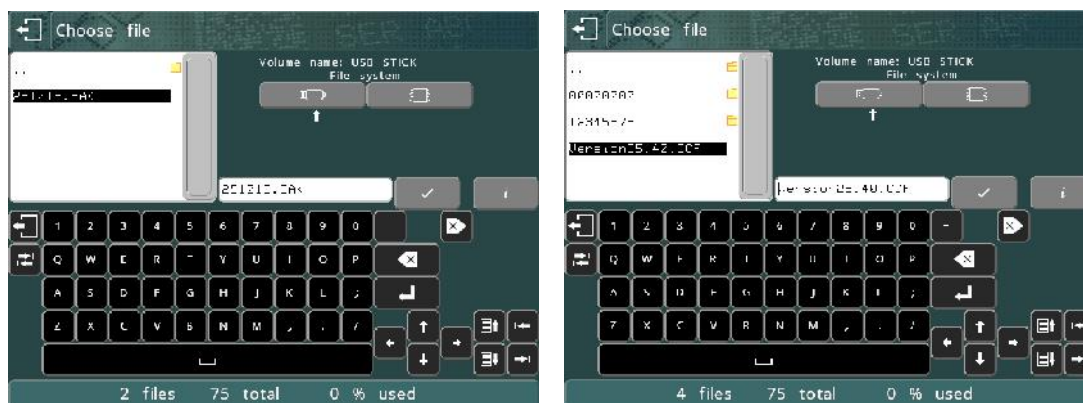 Choose file
..
Volume name: USB STICK
File system
i
1 2 3 4 5 6 7 8 9 0
Q W E R Y U I O P
A S D F G H J K L ;
Z X C V B N M , . /
2 files 75 total 0 % used
Choose file
..
Volume name: USB STICK
File system
i
1 2 3 4 5 6 7 8 9 0 -
Q W E R T Y U I O P
A S D F G H J K L ;
Z X C V B N M , . /
4 files 75 total 0 % used